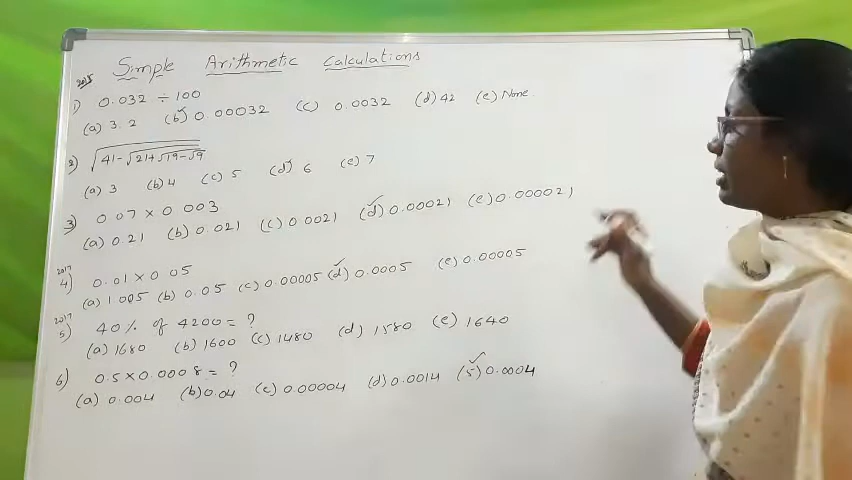 Simple Arithmetic Calculations
2015
1) 0.032 ÷ 100
(a) 3.2 (b) 0.00032 (c) 0.0032 (d) 42 (e) None
2) √41-√21+√19-√9
(a) 3 (b) 4 (c) 5 (d) 6 (e) 7
3) 0.07 × 0.003
(a) 0.21 (b) 0.021 (c) 0.0021 (d) 0.00021 (e) 0.000021
2017
4) 0.01 × 0.05
(a) 1.005 (b) 0.05 (c) 0.00005 (d) 0.0005 (e) 0.00005
2017
5) 40% of 4200 = ?
(a) 1680 (b) 1600 (c) 1480 (d) 1580 (e) 1640
6) 0.5 × 0.0008 = ?
(a) 0.004 (b) 0.04 (c) 0.00004 (d) 0.0014 (5) 0.0004